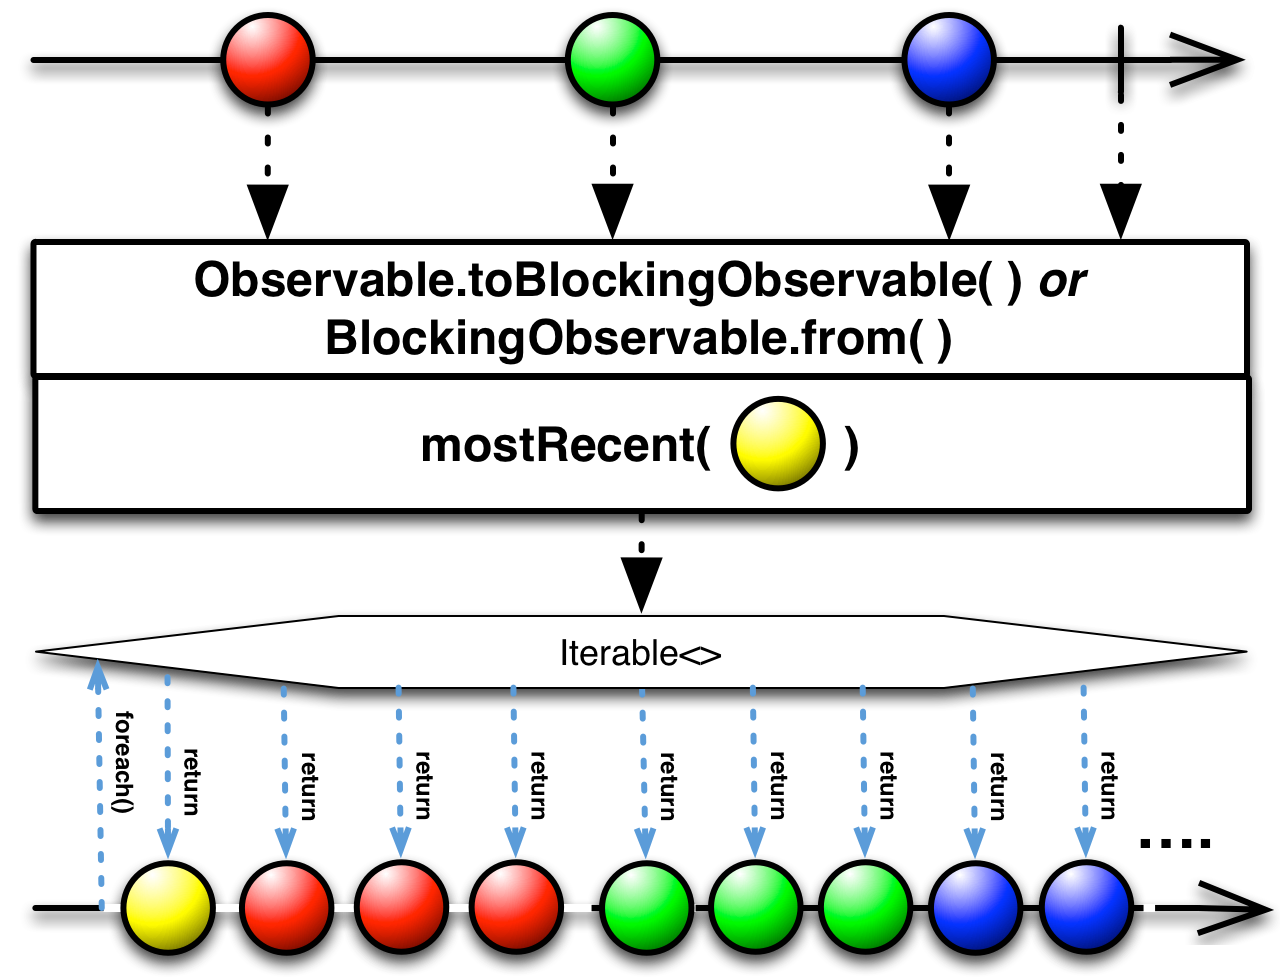 Observable.toBlockingObservable( ) or
BlockingObservable.from( )
mostRecent( )
Iterable<>
foreach()
return
return
return
return
return
return
return
return
return